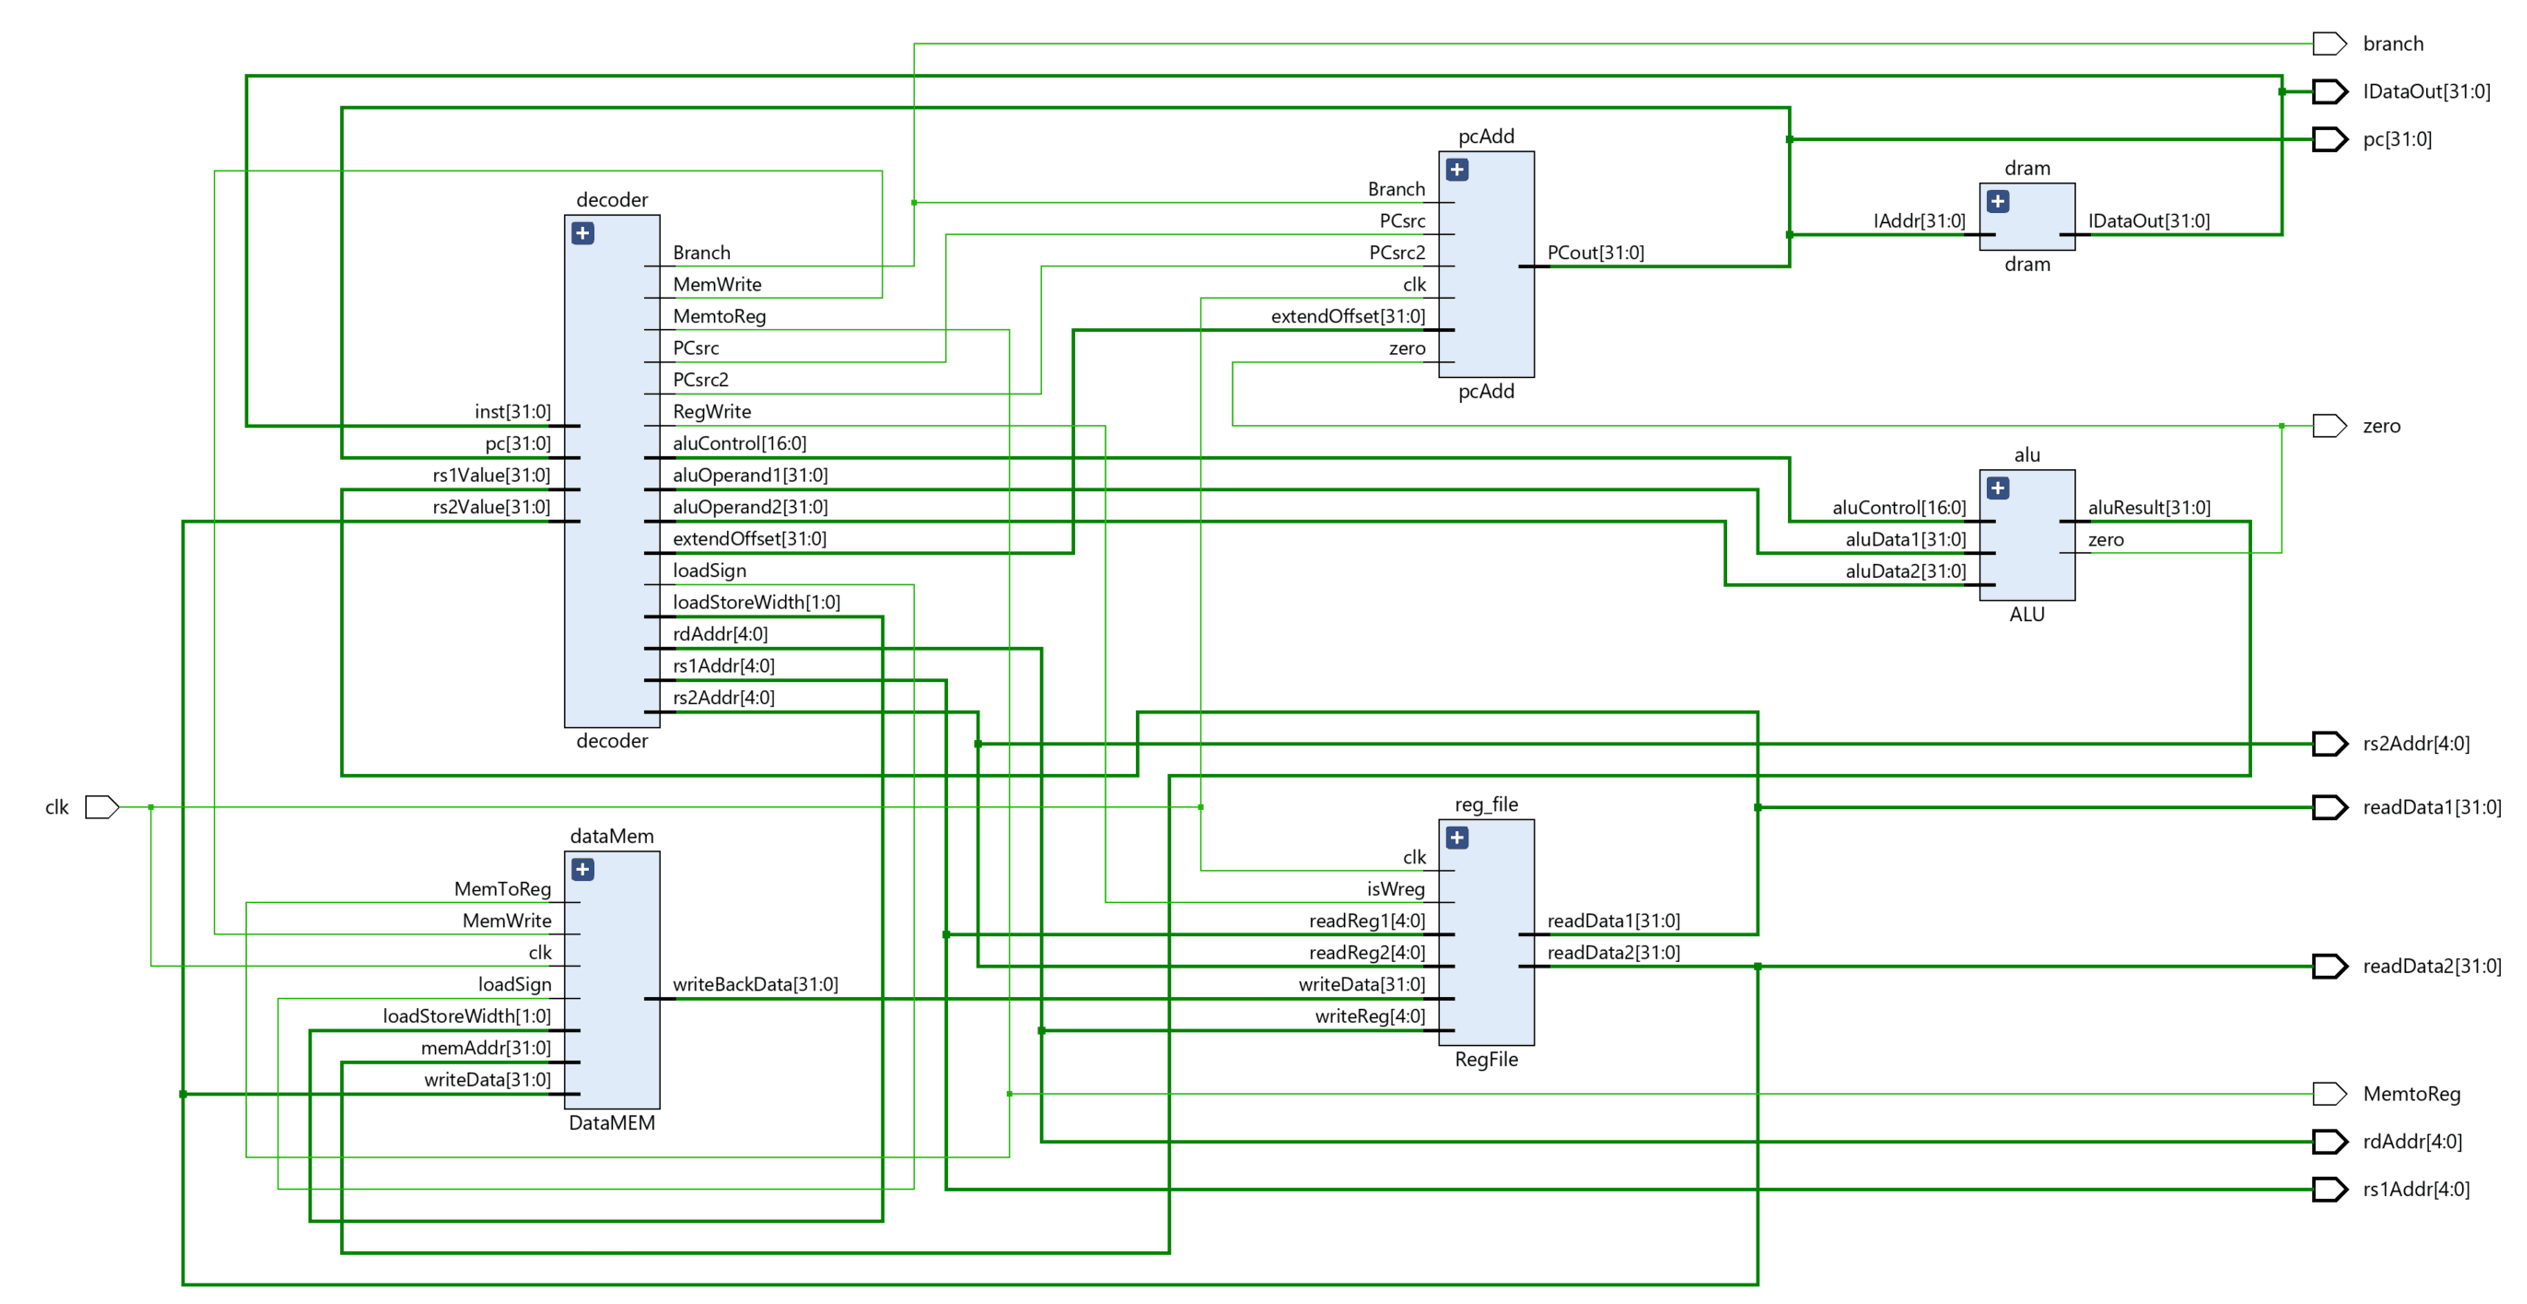 branch
IDataOut[31:0]
pc[31:0]
pcAdd
Branch
PCsrc
PCsrc2
clk
extendOffset[31:0]
zero
PCout[31:0]
pcAdd
dram
IAddr[31:0]
IDataOut[31:0]
dram
decoder
inst[31:0]
pc[31:0]
rs1Value[31:0]
rs2Value[31:0]
Branch
MemWrite
MemtoReg
PCsrc
PCsrc2
RegWrite
aluControl[16:0]
aluOperand1[31:0]
aluOperand2[31:0]
extendOffset[31:0]
loadSign
loadStoreWidth[1:0]
rdAddr[4:0]
rs1Addr[4:0]
rs2Addr[4:0]
decoder
zero
alu
aluControl[16:0]
aluData1[31:0]
aluData2[31:0]
aluResult[31:0]
zero
ALU
rs2Addr[4:0]
clk
readData1[31:0]
dataMem
MemToReg
MemWrite
clk
loadSign
loadStoreWidth[1:0]
memAddr[31:0]
writeData[31:0]
writeBackData[31:0]
DataMEM
reg_file
clk
isWreg
readReg1[4:0]
readReg2[4:0]
writeData[31:0]
writeReg[4:0]
readData1[31:0]
readData2[31:0]
RegFile
readData2[31:0]
MemtoReg
rdAddr[4:0]
rs1Addr[4:0]